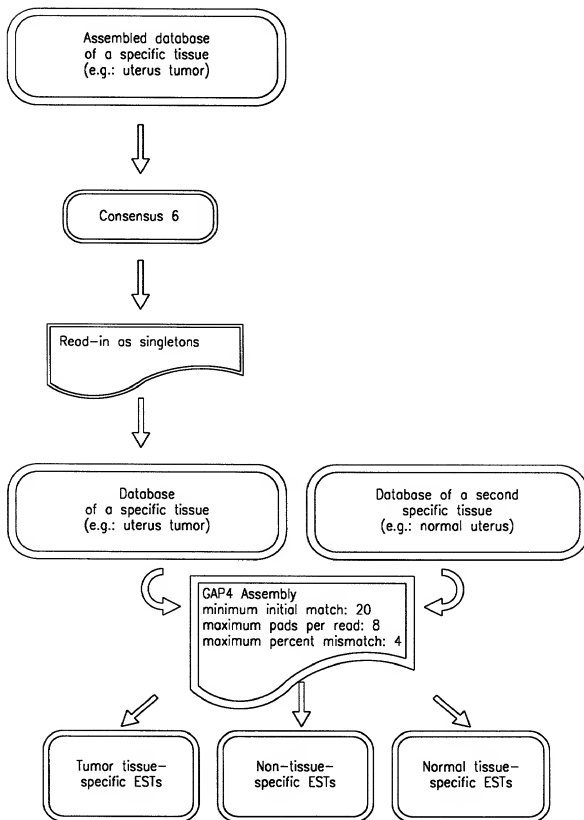 Assembled database
of a specific tissue
(e.g.: uterus tumor)
Consensus 6
Read-in as singletons
Database
of a specific tissue
(e.g.: uterus tumor)
Database of a second
specific tissue
(e.g.: normal uterus)
GAP4 Assembly
minimum initial match: 20
maximum pads per read: 8
maximum percent mismatch: 4
Tumor tissue-
specific ESTs
Non-tissue-
specific ESTs
Normal tissue-
specific ESTs